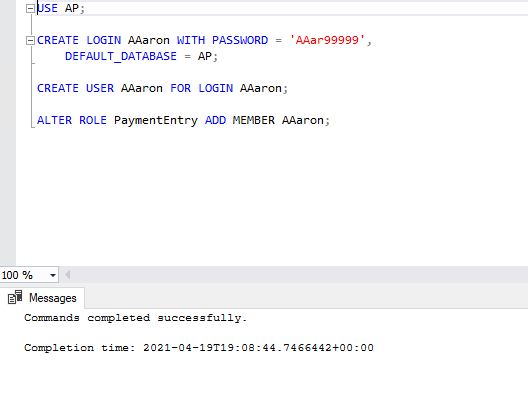 USE AP;
CREATE LOGIN AAaron WITH PASSWORD = 'AAar99999',
DEFAULT_DATABASE = AP;
CREATE USER AAaron FOR LOGIN AAaron;
ALTER ROLE PaymentEntry ADD MEMBER AAaron;
100 %
Messages
Commands completed successfully.
Completion time: 2021-04-19T19:08:44.7466442+00:00